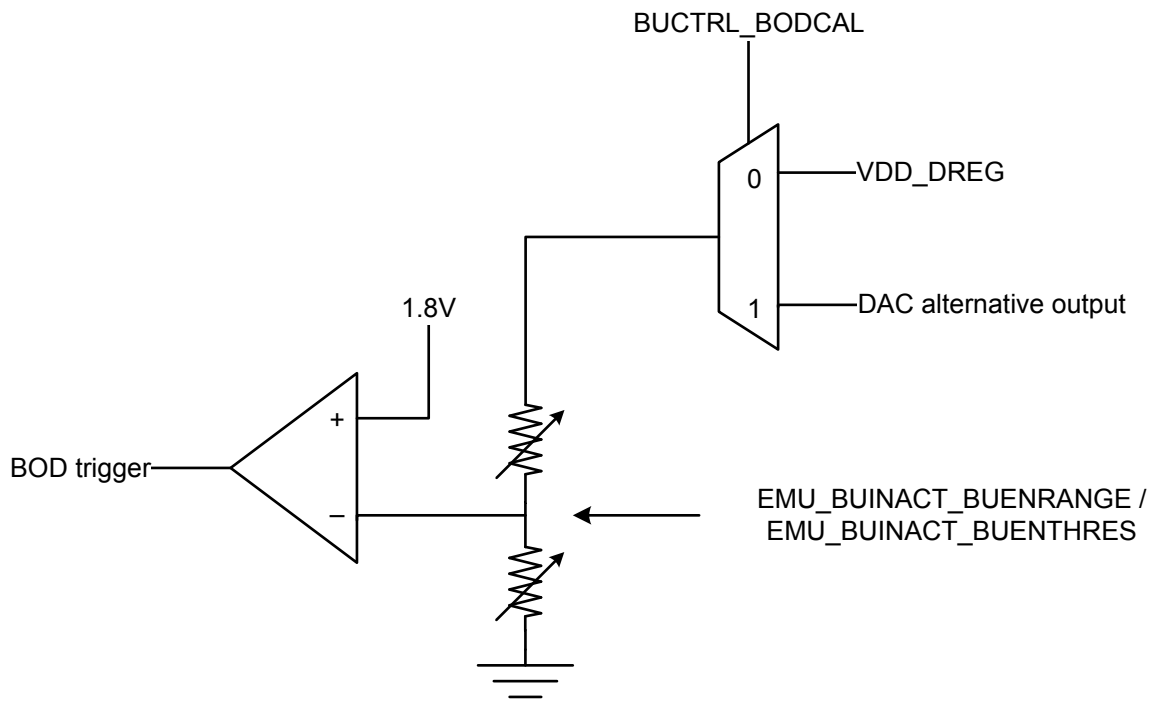 BUCTRL_BODCAL
0
VDD_DREG
1
DAC alternative output
1.8V
+
BOD trigger
–
EMU_BUINACT_BUENRANGE /
EMU_BUINACT_BUENTHRES